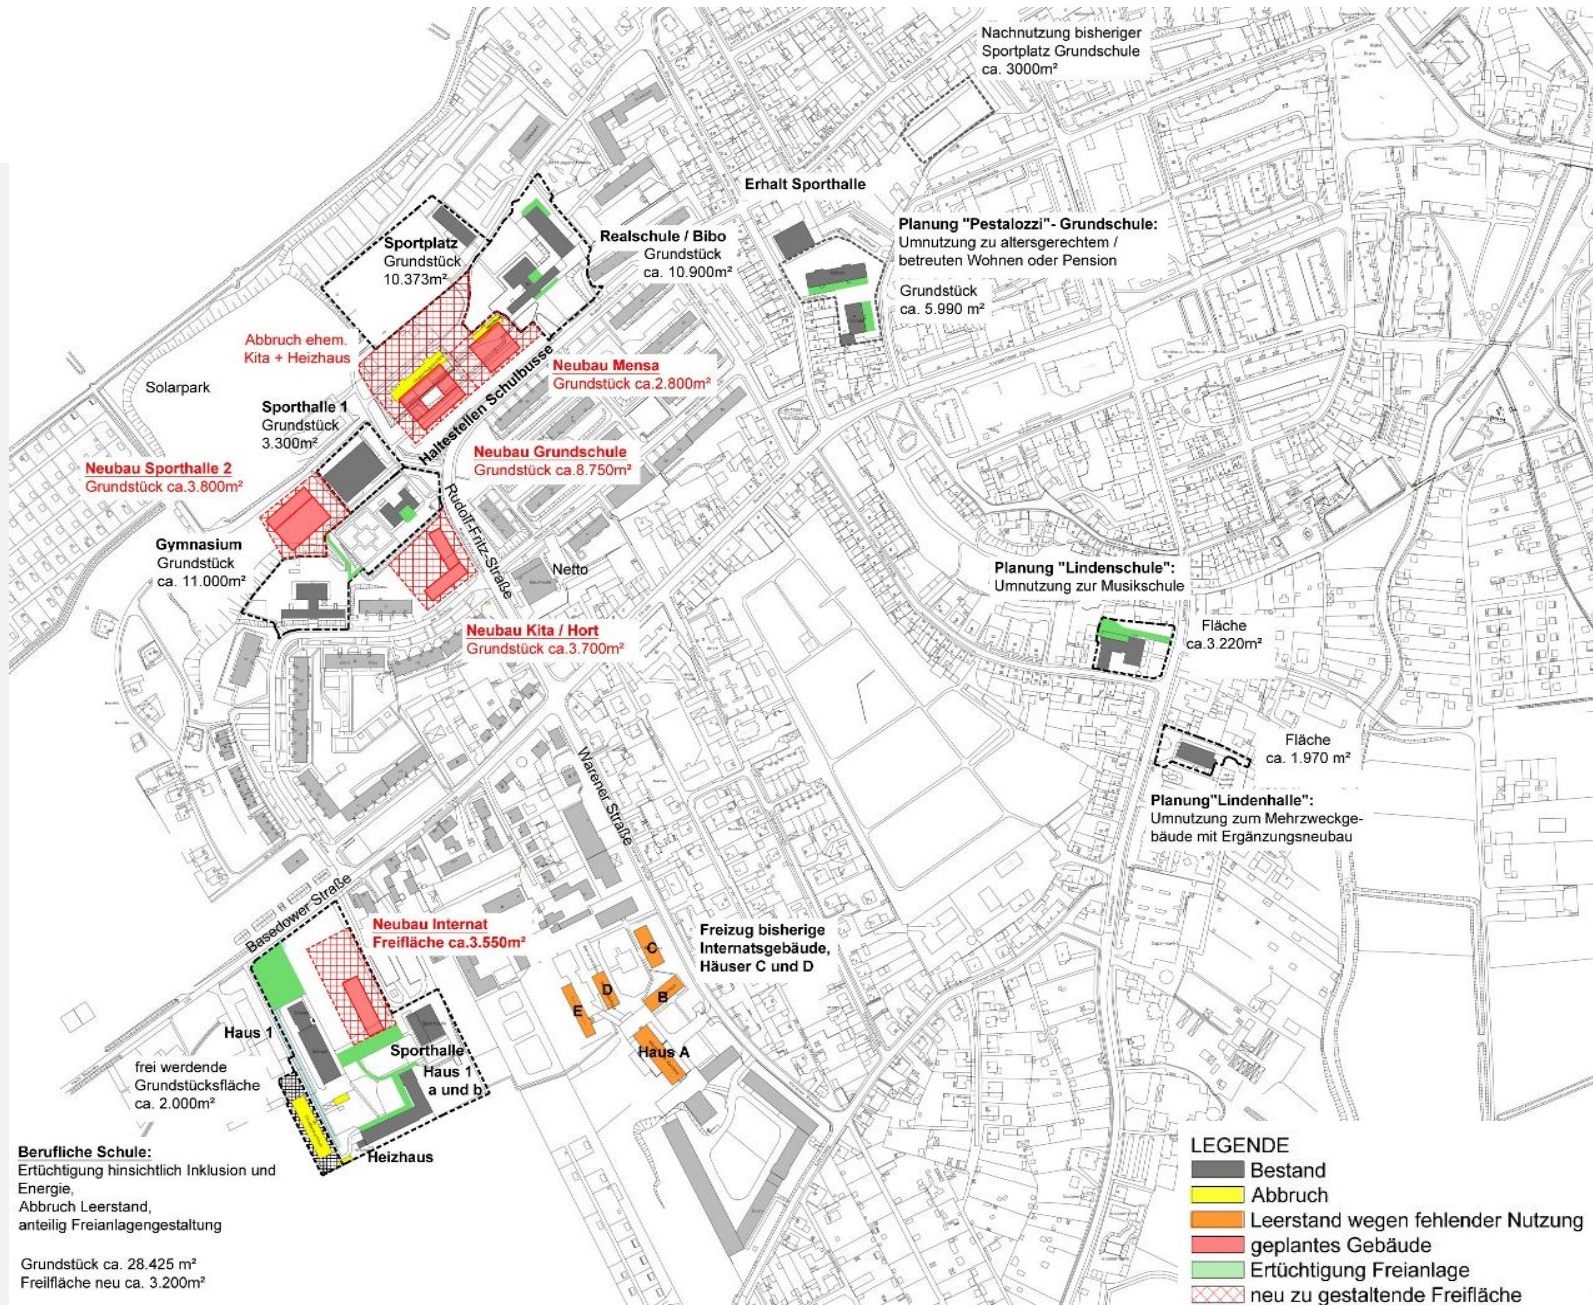 Nachnutzung bisheriger
Sportplatz Grundschule
ca. 3000m²
Erhalt Sporthalle
Planung "Pestalozzi"- Grundschule:
Umnutzung zu altersgerechtem /
betreuten Wohnen oder Pension
Grundstück
ca. 5.990 m²
Sportplatz
Grundstück
10.373m²
Realschule / Bibo
Grundstück
ca. 10.900m²
Abbruch ehem.
Kita + Heizhaus
Neubau Mensa
Grundstück ca.2.800m²
Solarpark
Sporthalle 1
Grundstück
3.300m²
Haltestellen Schulbusse
Neubau Grundschule
Grundstück ca.8.750m²
Neubau Sporthalle 2
Grundstück ca.3.800m²
Rudolf-Fritz-Straße
Gymnasium
Grundstück
ca. 11.000m²
Netto
Neubau Kita / Hort
Grundstück ca.3.700m²
Planung "Lindenschule":
Umnutzung zur Musikschule
Fläche
ca.3.220m²
Fläche
ca. 1.970 m²
Planung"Lindenhalle":
Umnutzung zum Mehrzweckge-
bäude mit Ergänzungsneubau
Warener Straße
Basedower Straße
Neubau Internat
Freifläche ca.3.550m²
Freizug bisherige
Internatsgebäude,
Häuser C und D
C
D
B
E
Haus A
Haus 1
Sporthalle
Haus 1
a und b
frei werdende
Grundstücksfläche
ca. 2.000m²
Heizhaus
Berufliche Schule:
Ertüchtigung hinsichtlich Inklusion und
Energie,
Abbruch Leerstand,
anteilig Freianlagengestaltung
Grundstück ca. 28.425 m²
Freilfläche neu ca. 3.200m²
LEGENDE
Bestand
Abbruch
Leerstand wegen fehlender Nutzung
geplantes Gebäude
Ertüchtigung Freianlage
neu zu gestaltende Freifläche